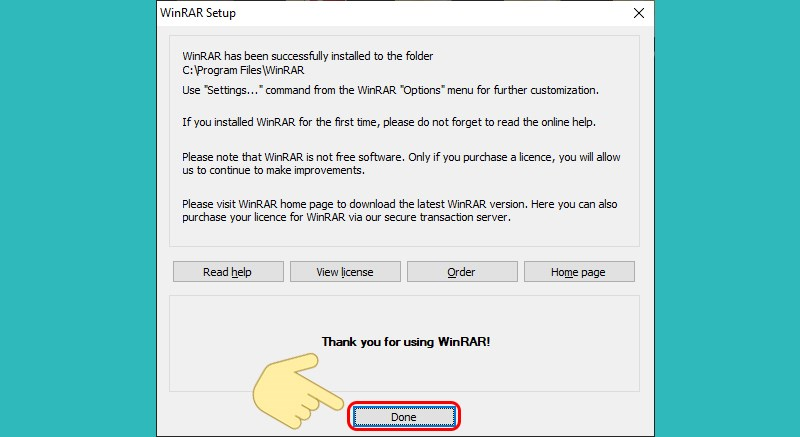 WinRAR Setup
WinRAR has been successfully installed to the folder
C:\Program Files\WinRAR
Use "Settings..." command from the WinRAR "Options" menu for further customization.
If you installed WinRAR for the first time, please do not forget to read the online help.
Please note that WinRAR is not free software. Only if you purchase a licence, you will allow
us to continue to make improvements.
Please visit WinRAR home page to download the latest WinRAR version. Here you can also
purchase your licence for WinRAR via our secure transaction server.
Read help
View license
Order
Home page
Thank you for using WinRAR!
Done